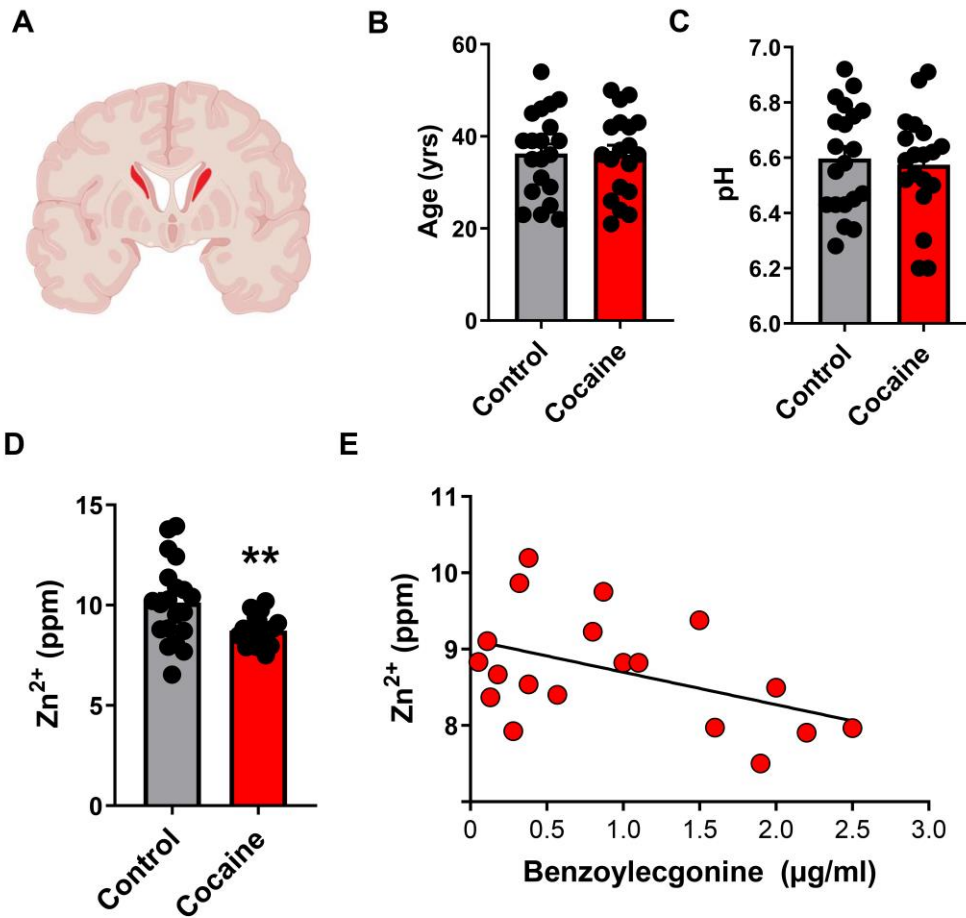 A
B
60
40
20
0
Age (yrs)
Control
Cocaine
C
7.0
6.8
6.6
6.4
6.2
6.0
pH
Control
Cocaine
D
15
10
5
0
Zn²⁺ (ppm)
**
Control
Cocaine
E
11
10
9
8
Zn²⁺ (ppm)
0 0.5 1.0 1.5 2.0 2.5 3.0
Benzoylecgonine (µg/ml)